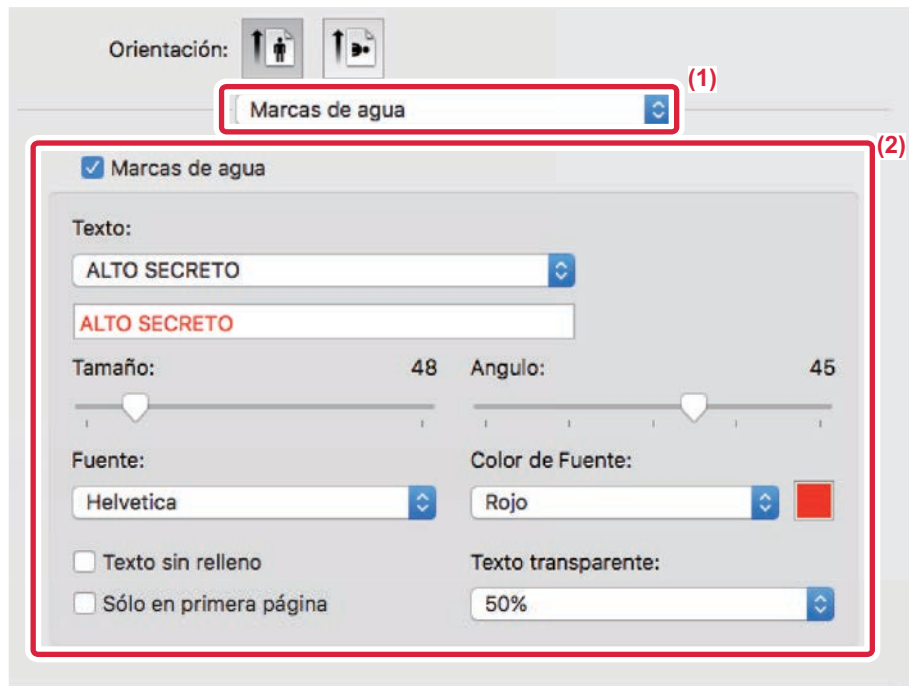 Orientación:
(1)
Marcas de agua
(2)
Marcas de agua
Texto:
ALTO SECRETO
ALTO SECRETO
Tamaño: 48 Angulo: 45
Fuente: Color de Fuente:
Helvetica Rojo
Texto sin relleno Texto transparente:
Sólo en primera página 50%